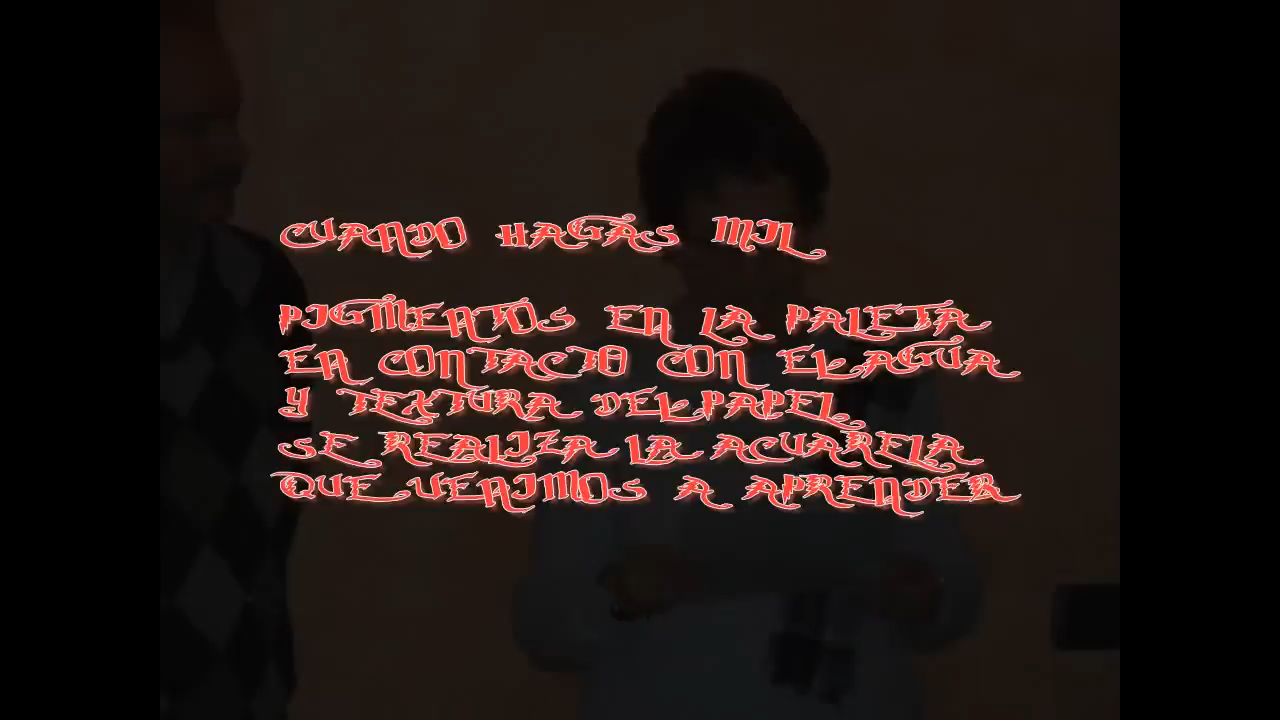 CUANDO HAGAS MIL
PIGMENTOS EN LA PALETA
EN CONTACTO CON EL AGUA
Y TEXTURA DEL PAPEL
SE REALIZA LA ACUARELA
QUE VENIMOS A APRENDER